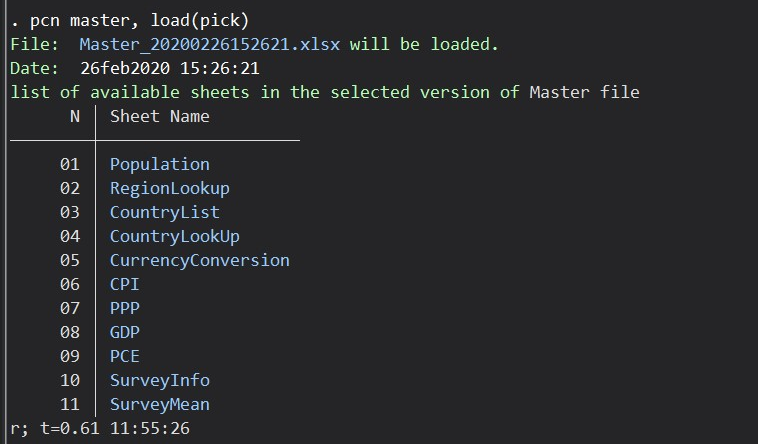 . pcn master, load(pick)
File:  Master_20200226152621.xlsx will be loaded.
Date:  26feb2020 15:26:21
list of available sheets in the selected version of Master file
N Sheet Name
01 Population
02 RegionLookup
03 CountryList
04 CountryLookUp
05 CurrencyConversion
06 CPI
07 PPP
08 GDP
09 PCE
10 SurveyInfo
11 SurveyMean
r; t=0.61 11:55:26